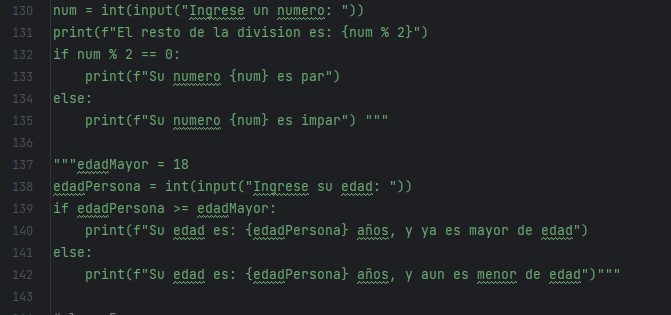 130 num = int(input("Ingrese un numero: "))
131 print(f"El resto de la division es: {num % 2}")
132 if num % 2 == 0:
133     print(f"Su numero {num} es par")
134 else:
135     print(f"Su numero {num} es impar") """
136
137 """edadMayor = 18
138 edadPersona = int(input("Ingrese su edad: "))
139 if edadPersona >= edadMayor:
140     print(f"Su edad es: {edadPersona} años, y ya es mayor de edad")
141 else:
142     print(f"Su edad es: {edadPersona} años, y aun es menor de edad")"""
143